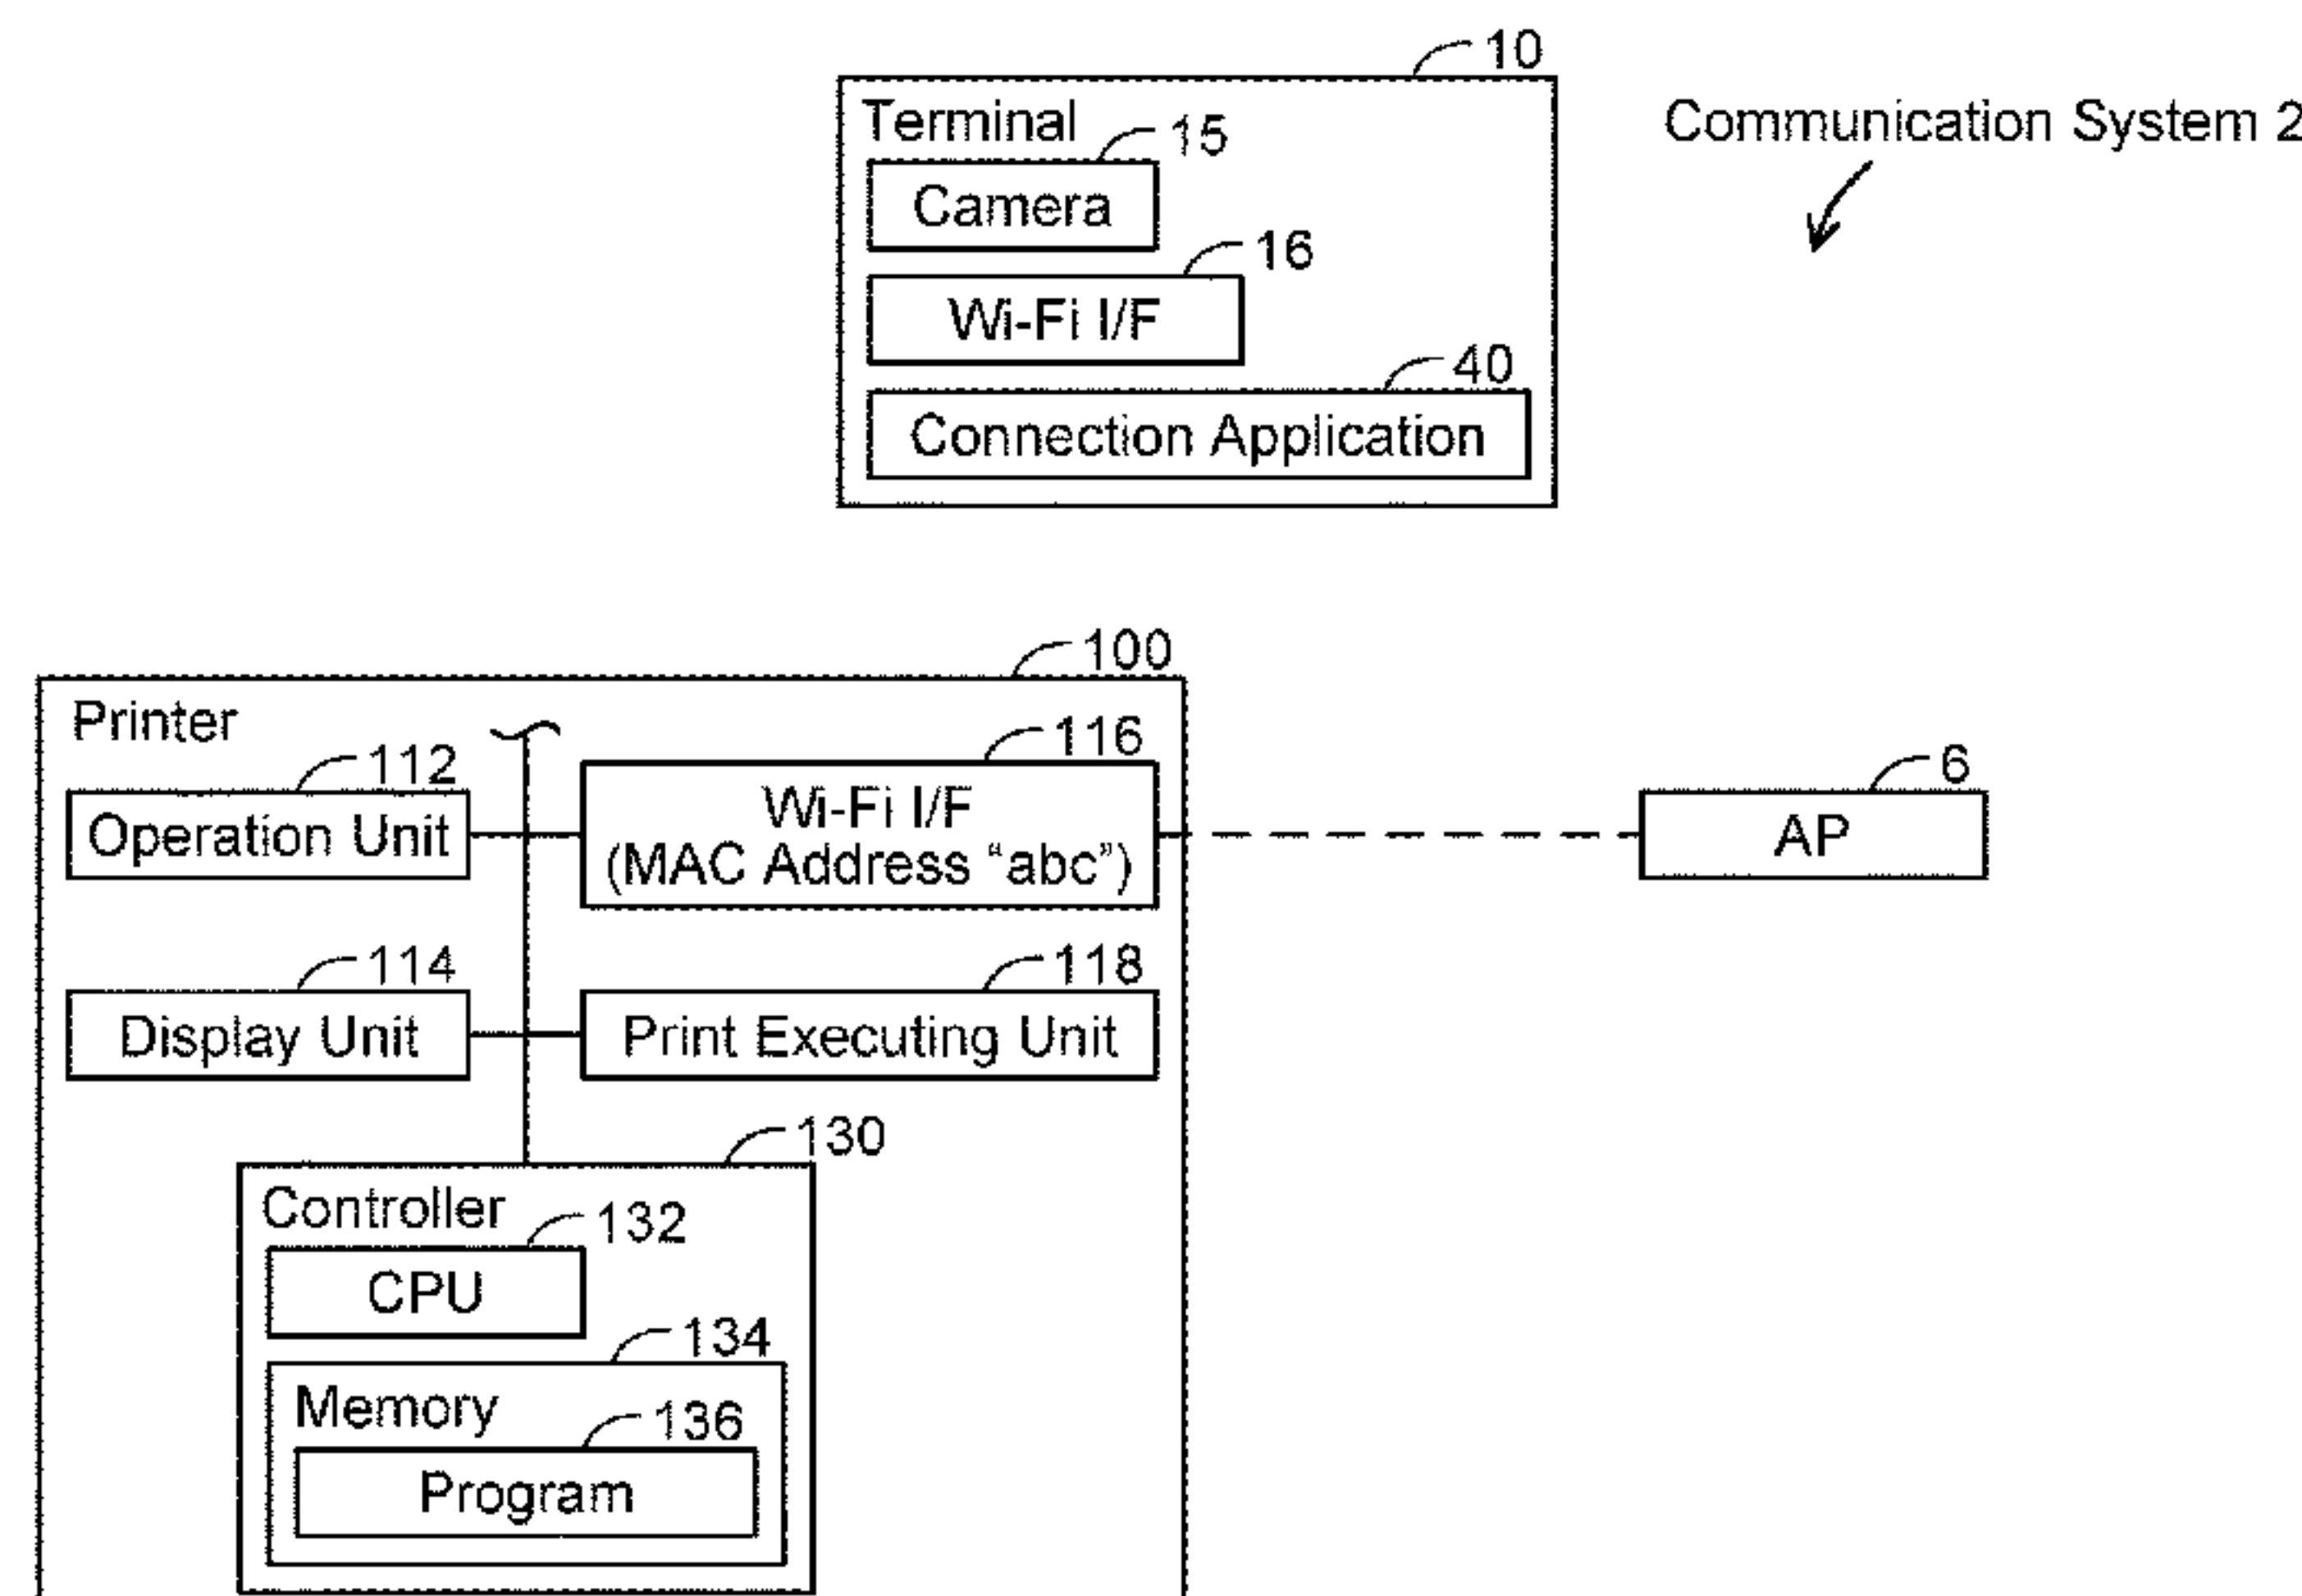 10
Terminal
15
Communication System 2
Camera
16
Wi-Fi I/F
40
Connection Application
100
Printer
116
112
6
Wi-Fi I/F
(MAC Address “abc”)
Operation Unit
AP
114
118
Display Unit
Print Executing Unit
130
Controller
132
CPU
134
Memory
136
Program